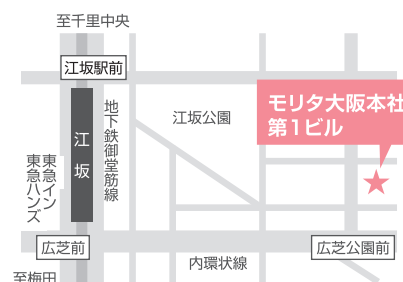 至千里中央
江坂駅前
モリタ大阪本社
第1ビル
江坂公園
地下鉄御堂筋線
江坂
東急イン
東急ハンズ
広芝前
広芝公園前
内環状線
至梅田